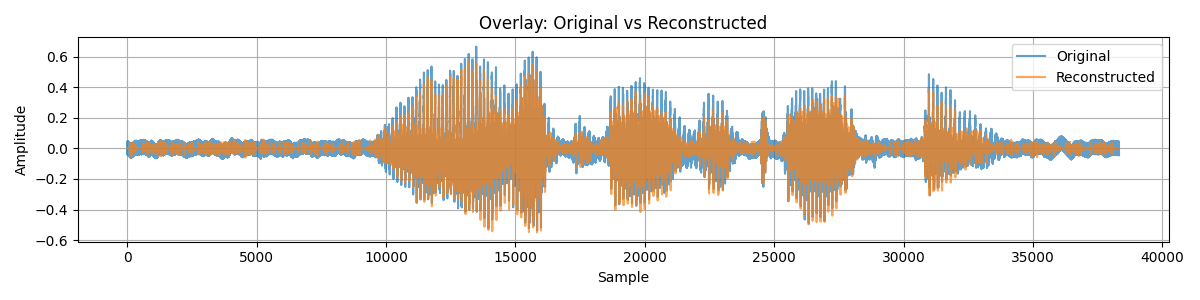 Overlay: Original vs Reconstructed
Original
Reconstructed
Amplitude
0.6
0.4
0.2
0.0
−0.2
−0.4
−0.6
0 5000 10000 15000 20000 25000 30000 35000 40000
Sample